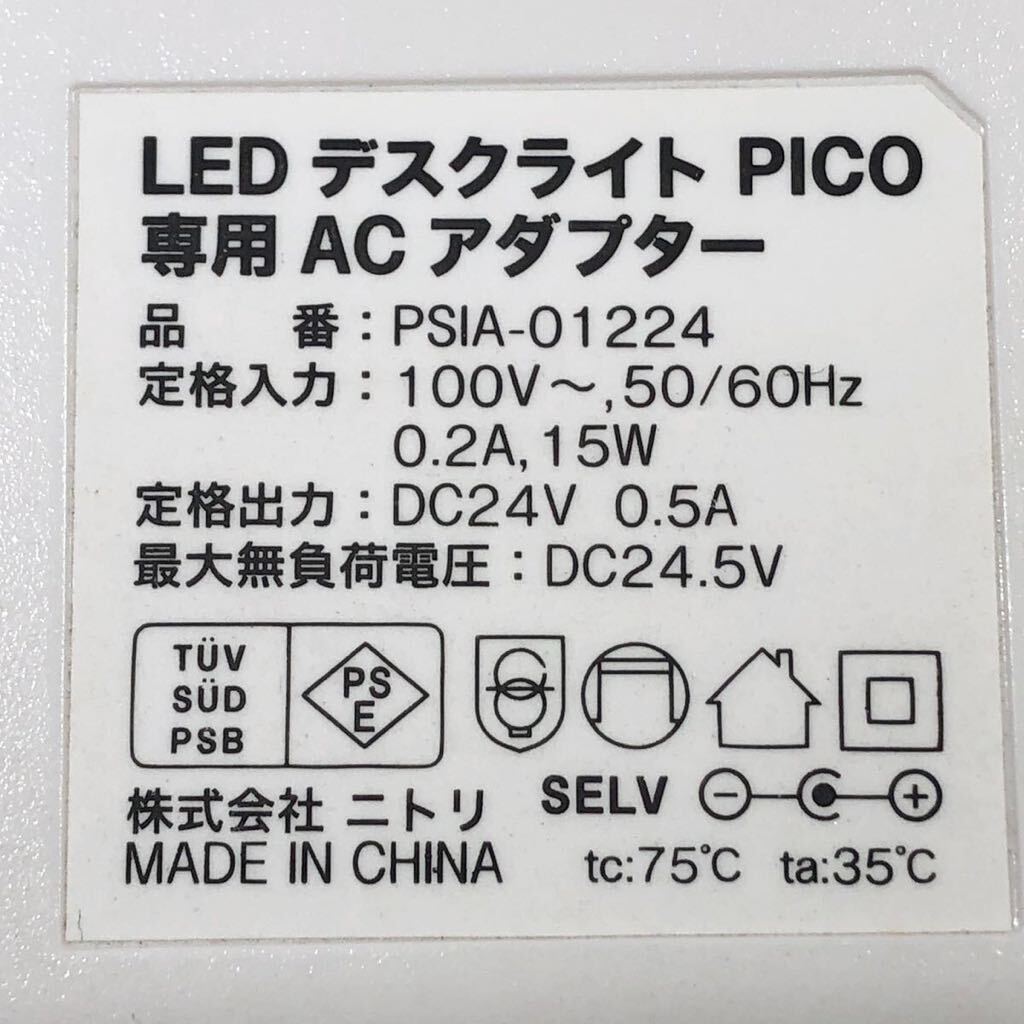 LED デスクライト PICO
専用 AC アダプター
品　　番：PSIA-01224
定格入力：100V～,50/60Hz
0.2A,15W
定格出力：DC24V 0.5A
最大無負荷電圧：DC24.5V
TÜV
SÜD
PSB
PS
E
株式会社 ニトリ
SELV
MADE IN CHINA
tc:75℃ ta:35℃